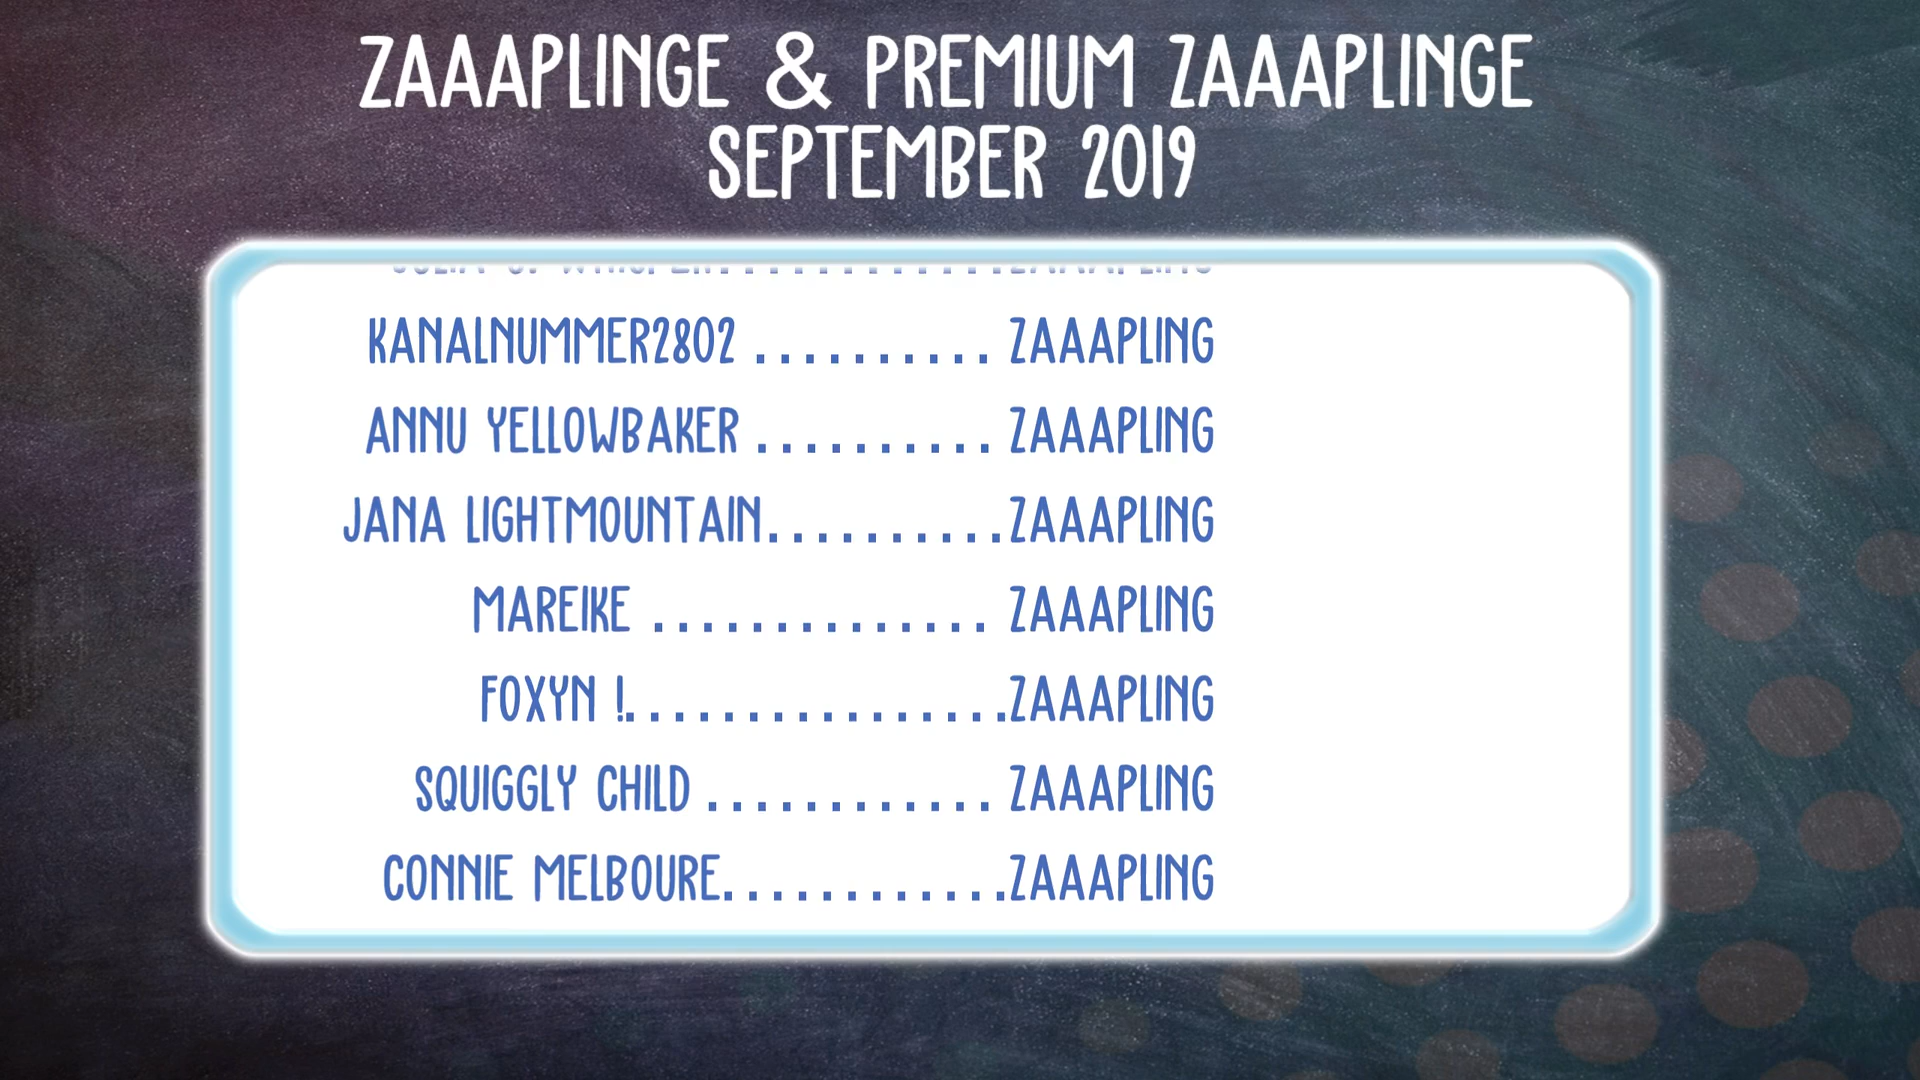 ZAAAPLINGE & PREMIUM ZAAAPLINGE
SEPTEMBER 2019
KANALNUMMER2802 .......... ZAAAPLING
ANNU YELLOWBAKER .......... ZAAAPLING
JANA LIGHTMOUNTAIN..........ZAAAPLING
MAREIKE .............. ZAAAPLING
FOXYN !................ZAAAPLING
SQUIGGLY CHILD ............ ZAAAPLING
CONNIE MELBOURE............ZAAAPLING